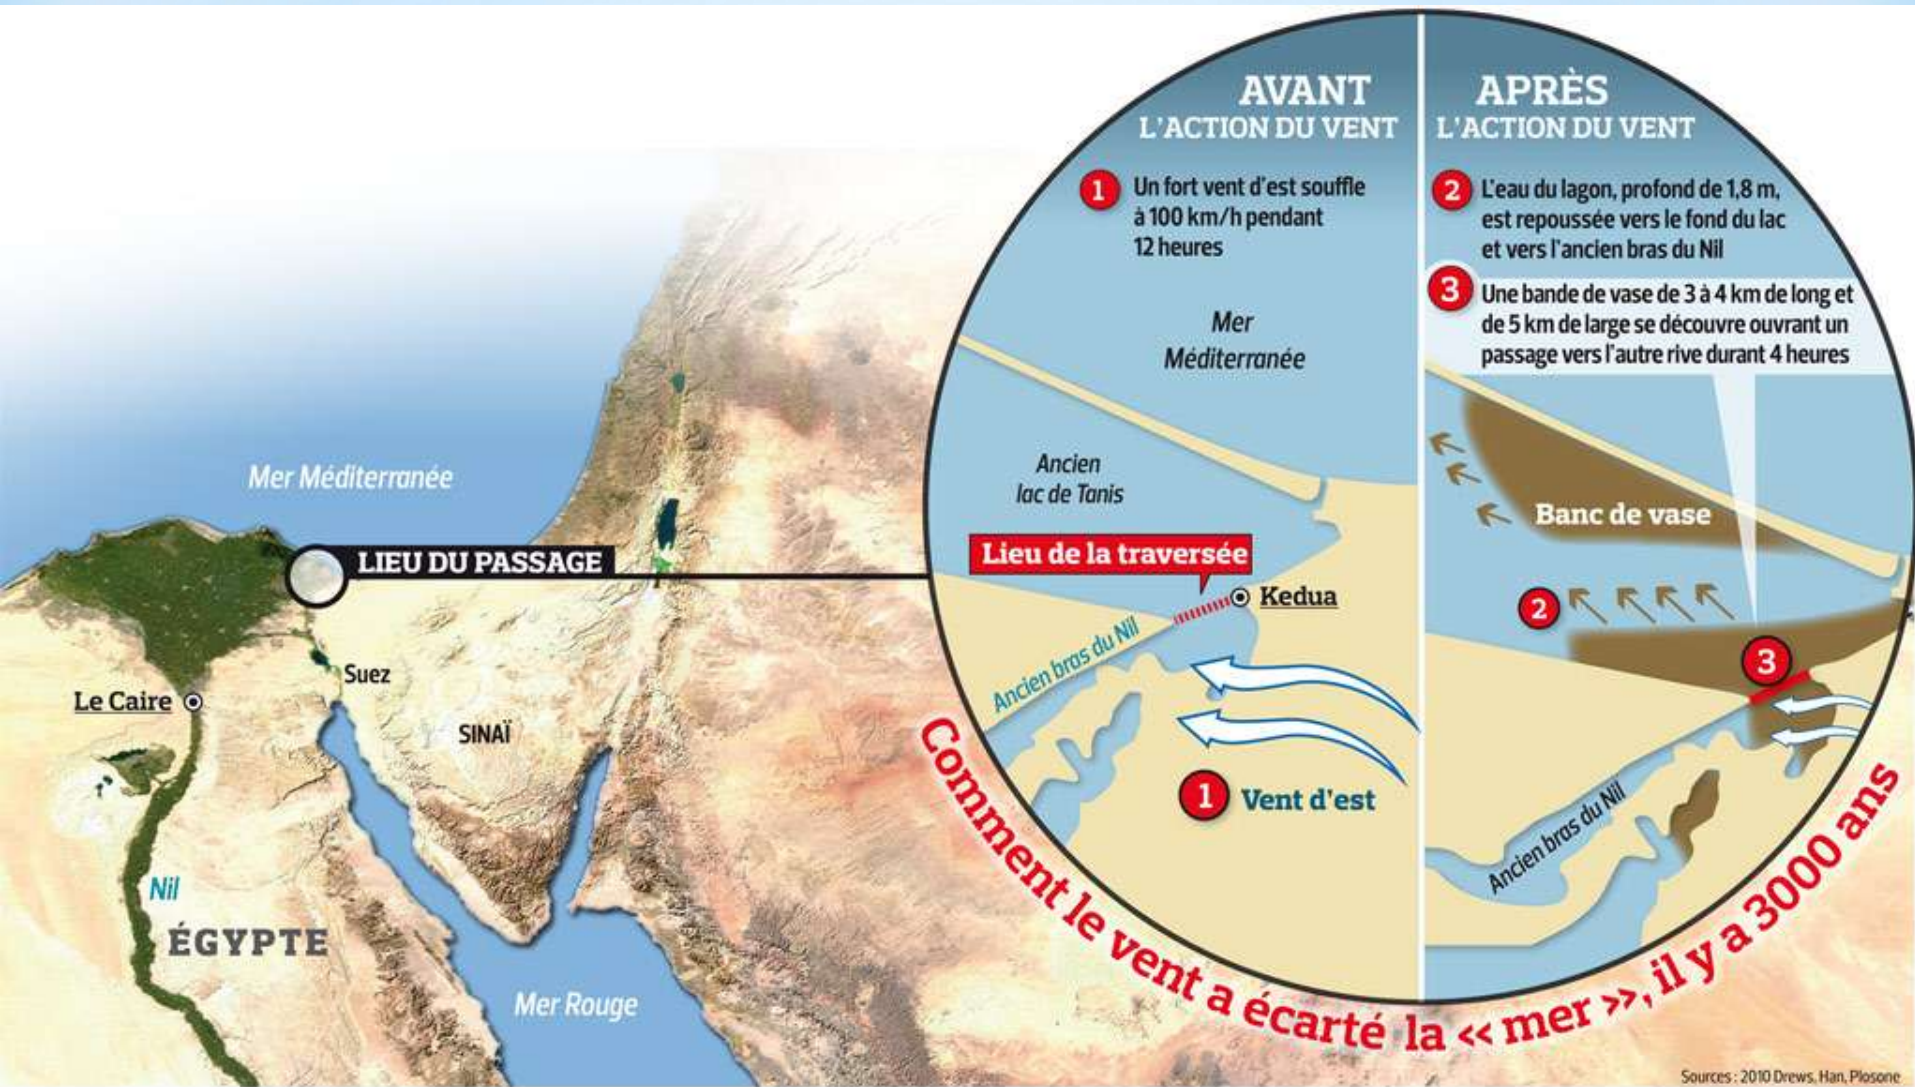 Mer Méditerranée
LIEU DU PASSAGE
Le Caire
Suez
SINAÏ
Nil
ÉGYPTE
Mer Rouge
AVANT
L'ACTION DU VENT
1
Un fort vent d'est souffle
à 100 km/h pendant
12 heures
Mer
Méditerranée
Ancien
lac de Tanis
Lieu de la traversée
Kedua
Ancien bras du Nil
1
Vent d'est
APRÈS
L'ACTION DU VENT
2
L'eau du lagon, profond de 1,8 m,
est repoussée vers le fond du lac
et vers l'ancien bras du Nil
3
Une bande de vase de 3 à 4 km de long et
de 5 km de large se découvre ouvrant un
passage vers l'autre rive durant 4 heures
Banc de vase
2
3
Ancien bras du Nil
Comment le vent a écarté la « mer », il y a 3000 ans
Sources : 2010 Drews, Han, Plosone